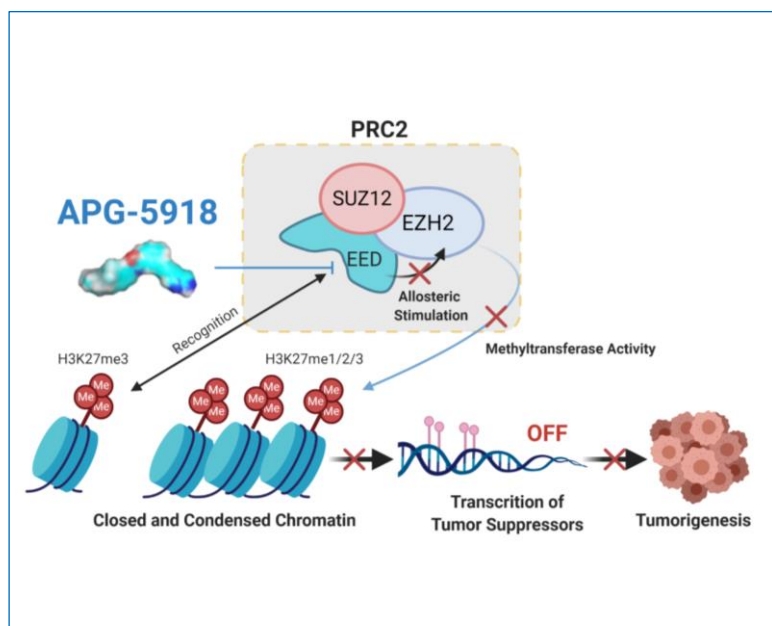 PRC2
APG-5918
SUZ12
EZH2
EED
Allosteric
Stimulation
Recognition
Methyltransferase Activity
H3K27me3
H3K27me1/2/3
Me
Me
Me
Me
Me
Me
Me
Me
Me
Me
Me
Me
OFF
Closed and Condensed Chromatin
Transcrition of
Tumor Suppressors
Tumorigenesis